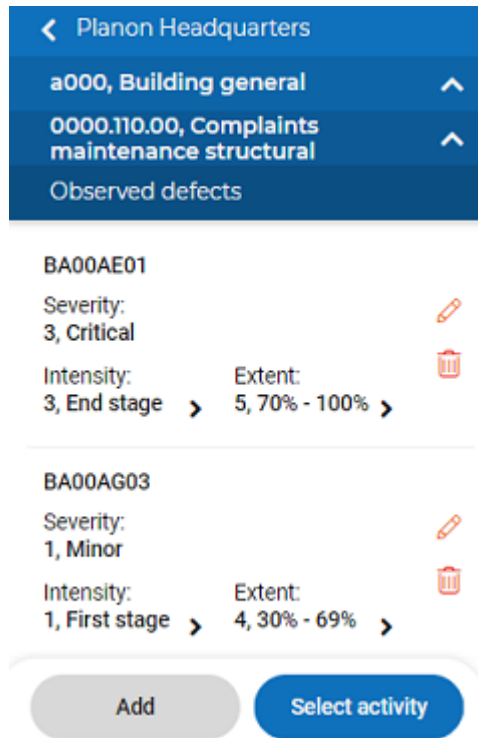 Planon Headquarters
a000, Building general
0000.110.00, Complaints
maintenance structural
Observed defects
BA00AE01
Severity:
3, Critical
Intensity: Extent:
3, End stage 5, 70% - 100%
BA00AG03
Severity:
1, Minor
Intensity: Extent:
1, First stage 4, 30% - 69%
Add Select activity